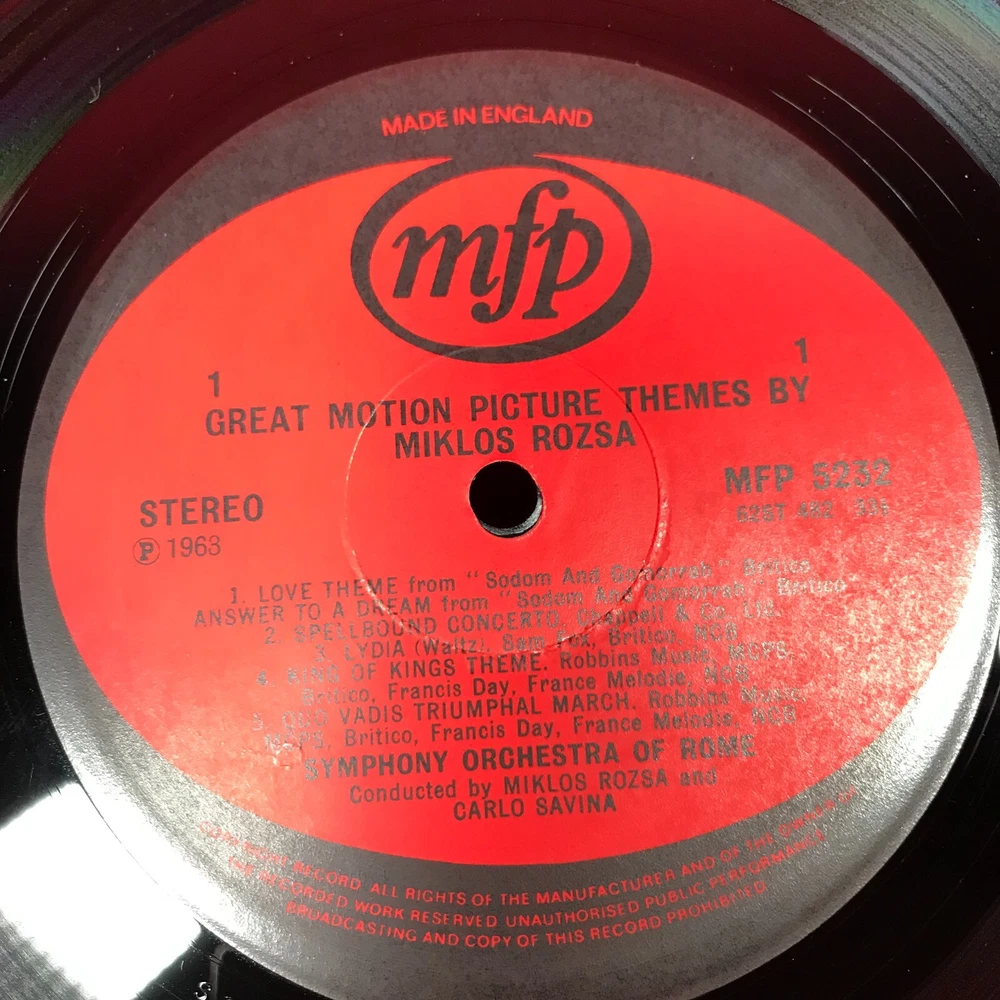 MADE IN ENGLAND
mfp
1
1
GREAT MOTION PICTURE THEMES BY
MIKLOS ROZSA
STEREO
MFP 5232
℗ 1963
1. LOVE THEME from "Sodom And Gomorrah" Britico
ANSWER TO A DREAM from "Sodom And Gomorrah" Britico
2. SPELLBOUND CONCERTO. Chappell & Co. Ltd.
3. LYDIA (Waltz). Sam Fox, Britico, NCB
4. KING OF KINGS THEME. Robbins Music, MCPS.
Britico, Francis Day, France Melodie, NCB.
5. QUO VADIS TRIUMPHAL MARCH. Robbins Music,
MCPS, Britico, Francis Day, France Melodie, NCB
SYMPHONY ORCHESTRA OF ROME
Conducted by MIKLOS ROZSA and
CARLO SAVINA
COPYRIGHT RECORD ALL RIGHTS OF THE MANUFACTURER AND OF THE OWNER OF
THE RECORDED WORK RESERVED UNAUTHORISED PUBLIC PERFORMANCE
BROADCASTING AND COPY OF THIS RECORD PROHIBITED